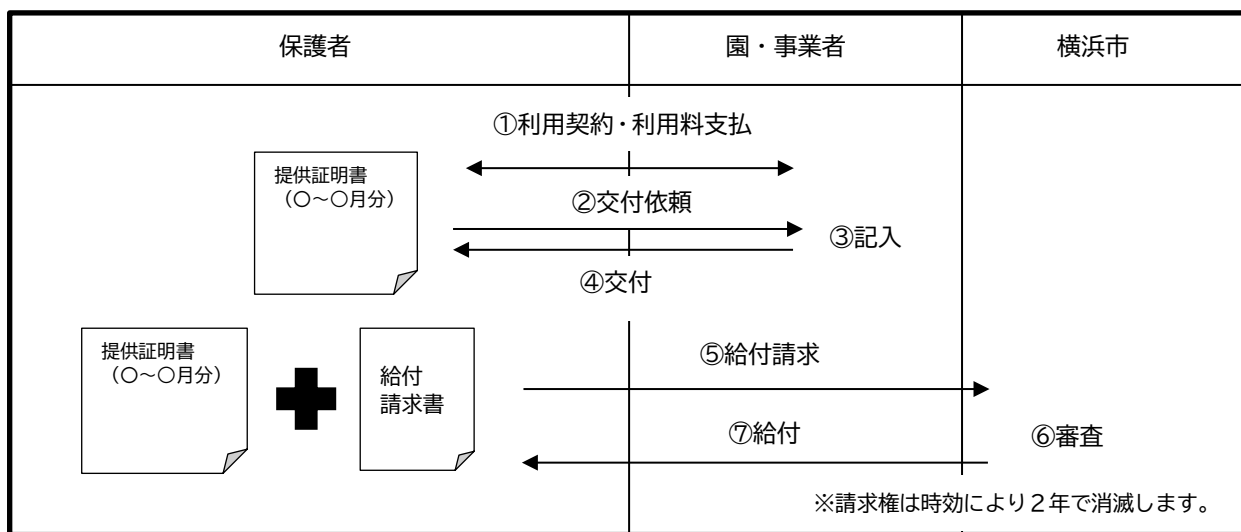 保護者
園・事業者
横浜市
①利用契約・利用料支払
提供証明書
（〇～〇月分）
②交付依頼
③記入
④交付
提供証明書
（〇～〇月分）
給付
請求書
⑤給付請求
⑦給付
⑥審査
※請求権は時効により２年で消滅します。